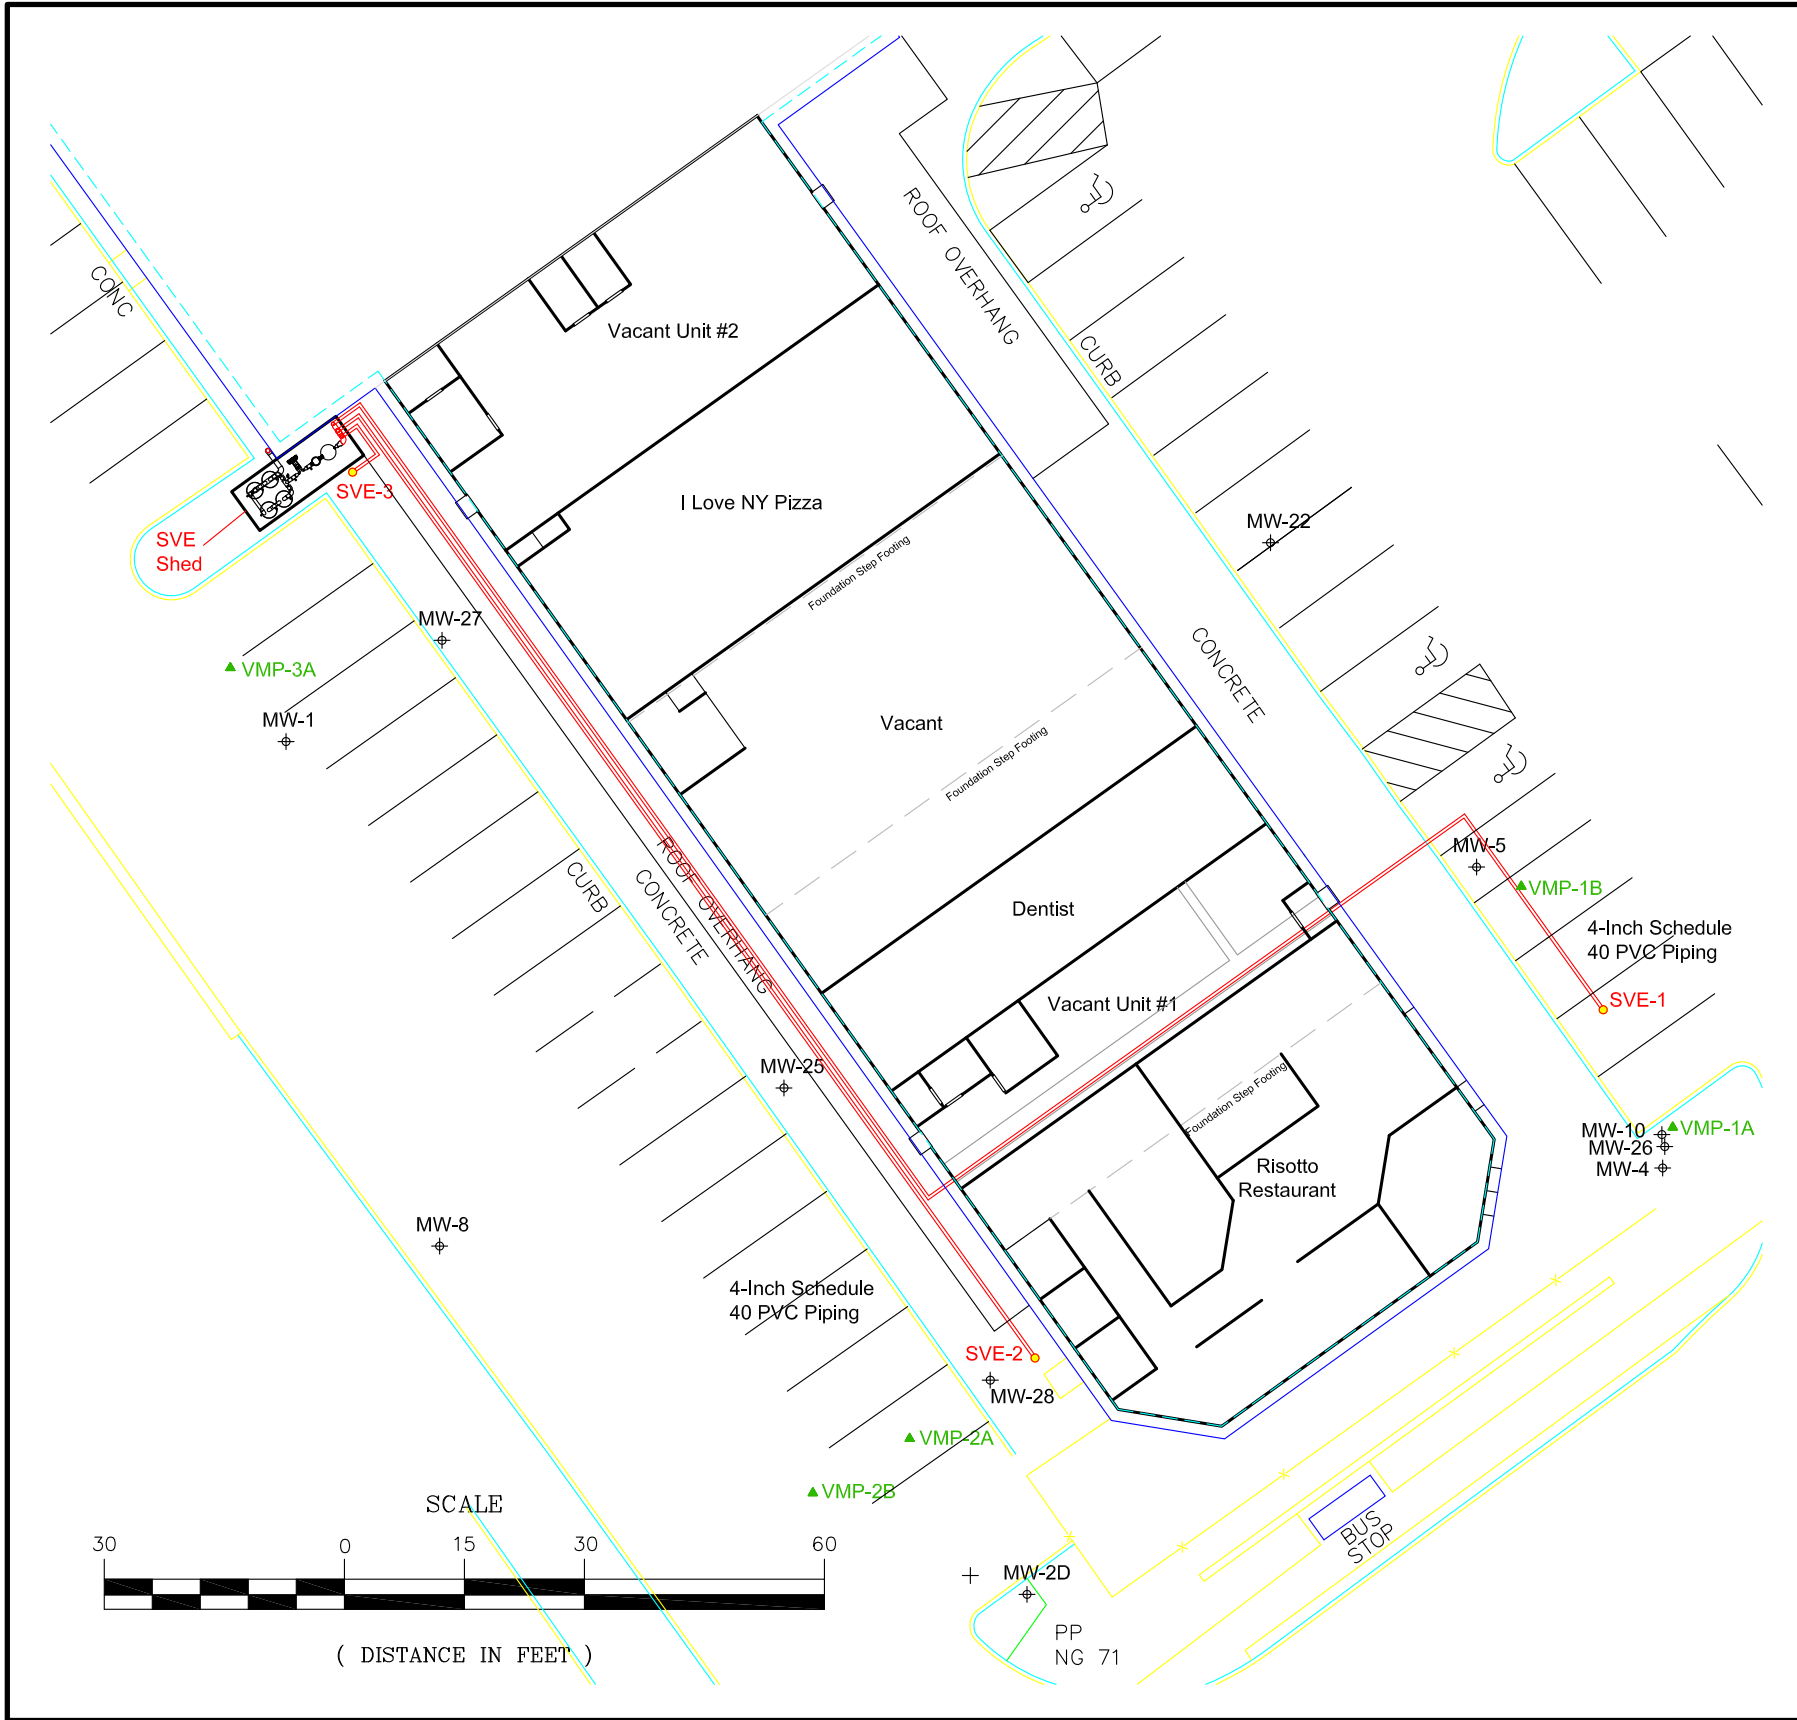 ROOF OVERHANG
CONC
Vacant Unit #2
CURB
SVE-3
I Love NY Pizza
MW-22
SVE
Shed
Foundation Step Footing
MW-27
CONCRETE
VMP-3A
MW-1
Vacant
Foundation Step Footing
MW-5
VMP-1B
CURB
CONCRETE
ROOF OVERHANG
Dentist
4-Inch Schedule
40 PVC Piping
Vacant Unit #1
SVE-1
MW-25
Foundation Step Footing
MW-10
VMP-1A
MW-26
MW-4
Risotto
Restaurant
MW-8
4-Inch Schedule
40 PVC Piping
SVE-2
MW-28
VMP-2A
VMP-2B
SCALE
30 0 15 30 60
( DISTANCE IN FEET )
BUS
STOP
MW-2D
PP
NG 71